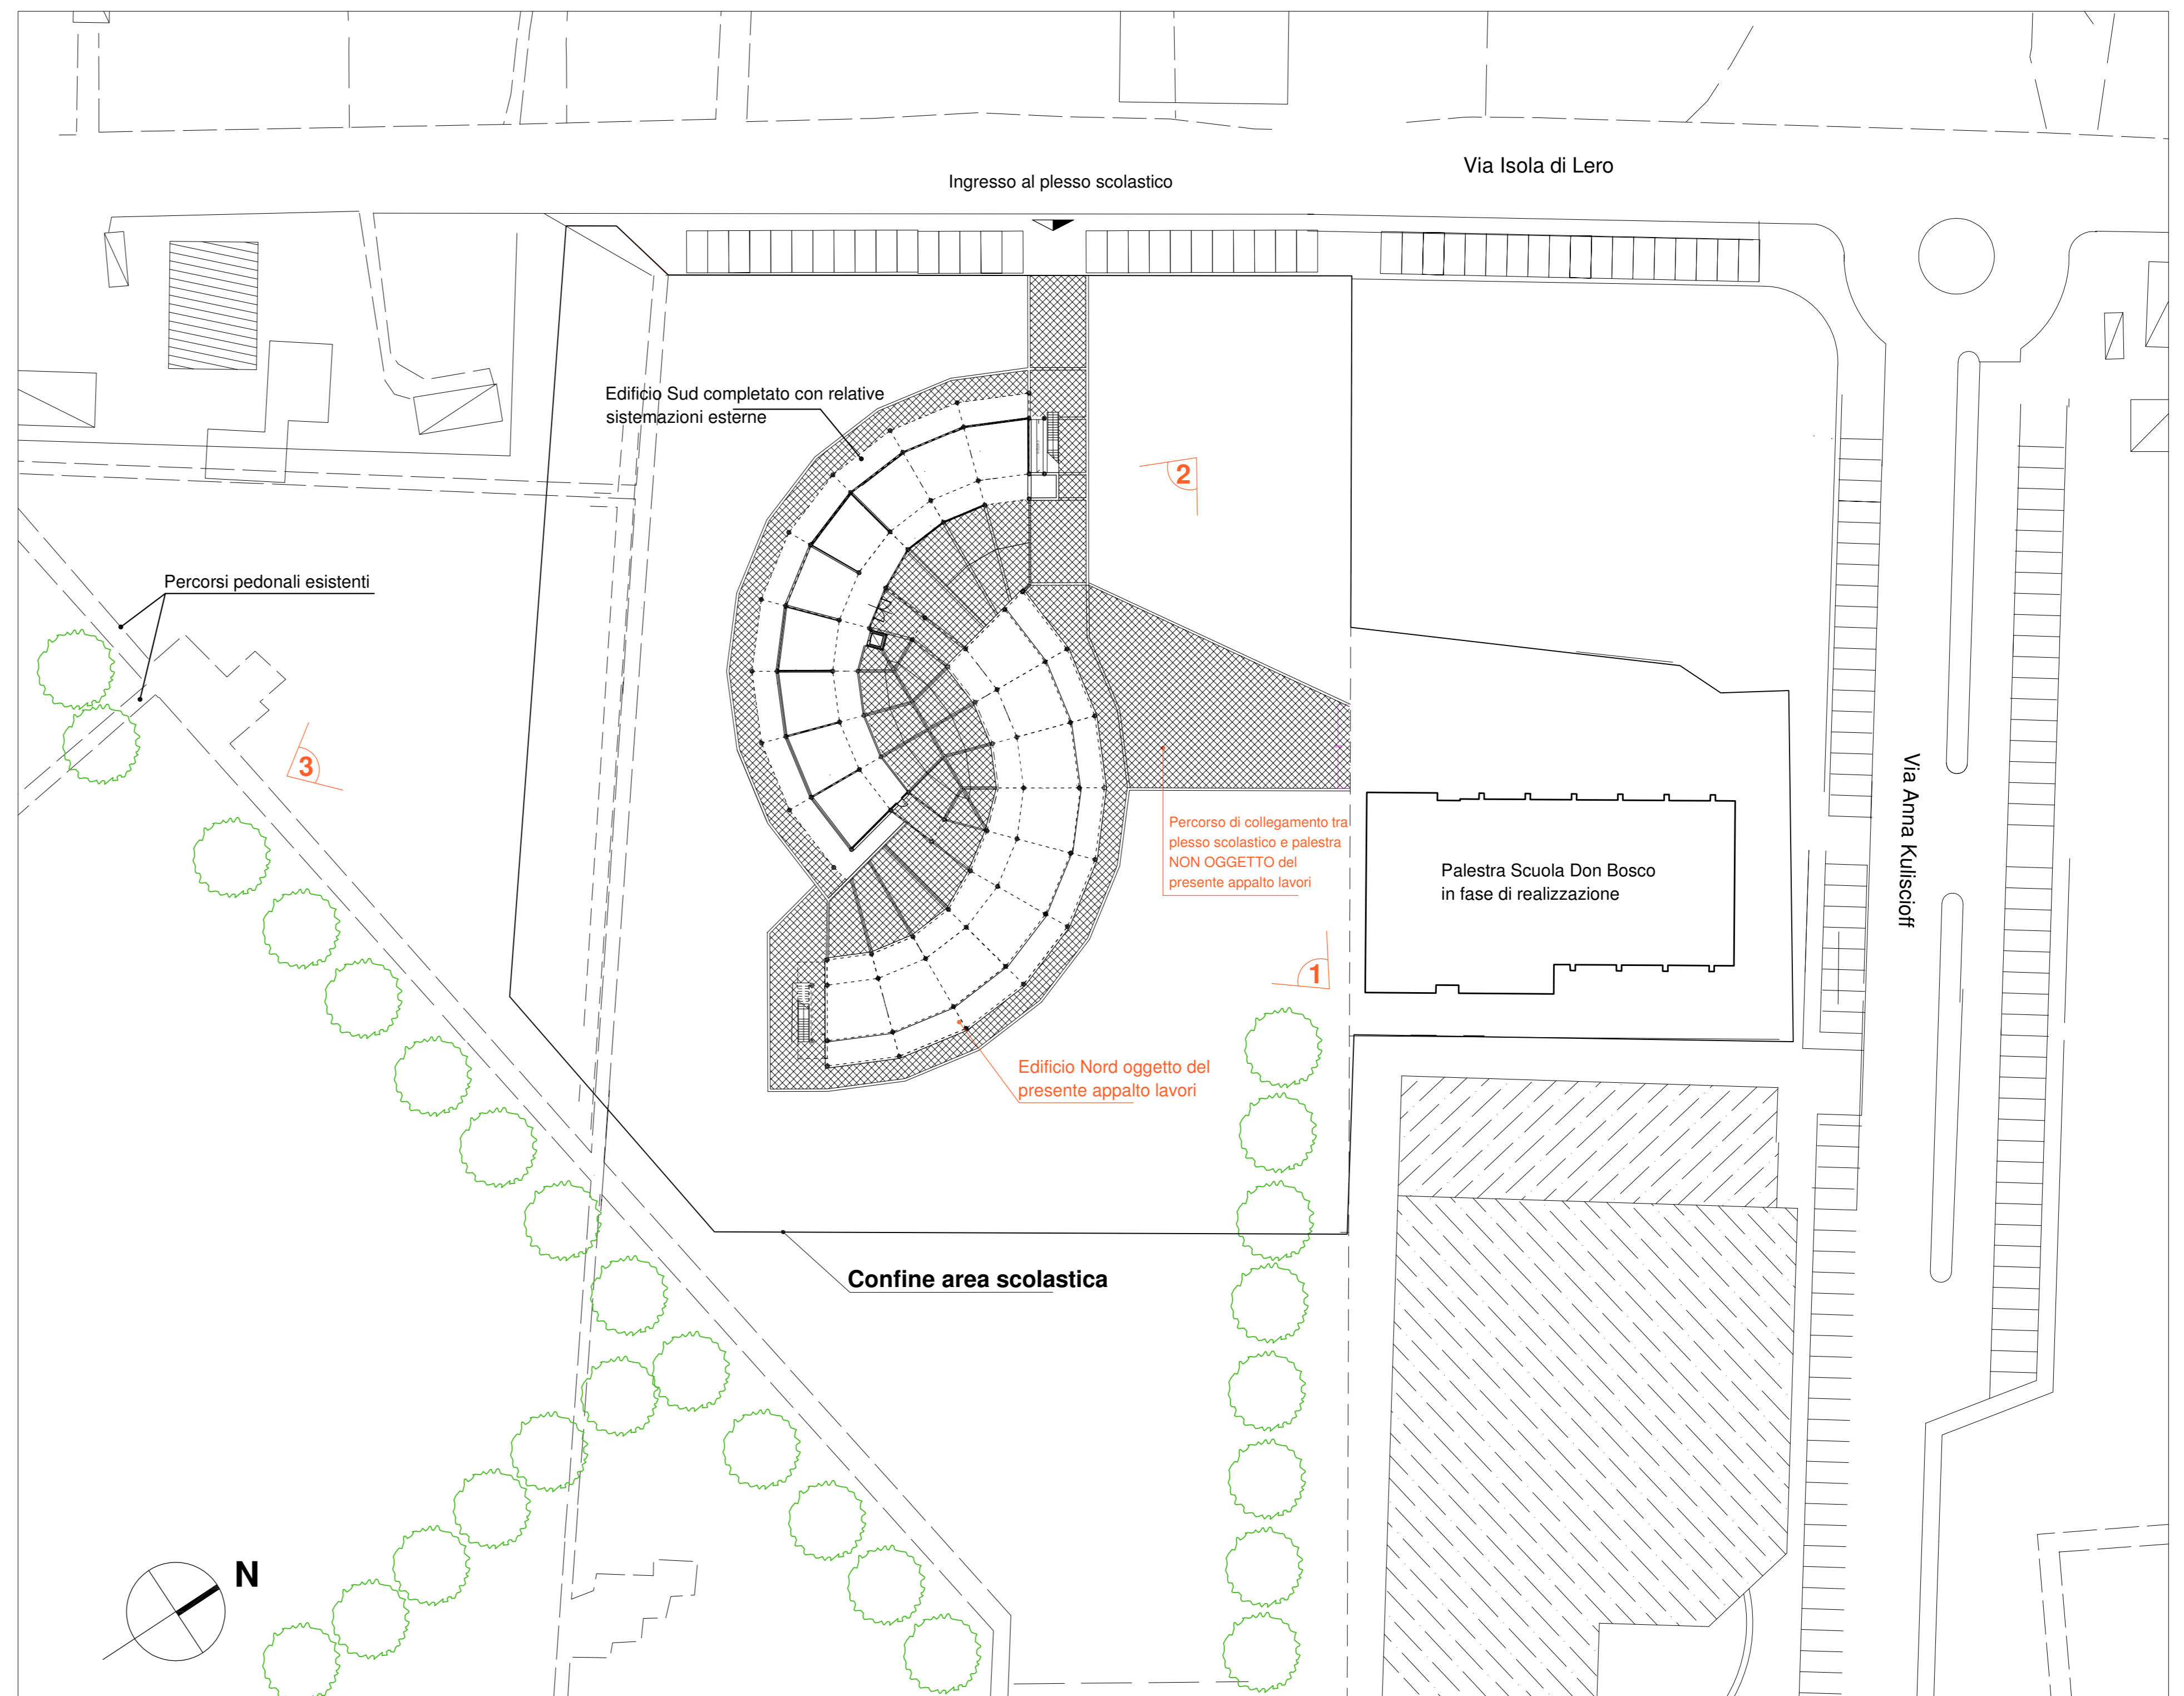 Via Isola di Lero
Ingresso al plesso scolastico
Edificio Sud completato con relative
sistemazioni esterne
2
Percorsi pedonali esistenti
3
Via Anna Kuliscioff
Percorso di collegamento tra
plesso scolastico e palestra
NON OGGETTO del
presente appalto lavori
Palestra Scuola Don Bosco
in fase di realizzazione
1
Edificio Nord oggetto del
presente appalto lavori
Confine area scolastica
N